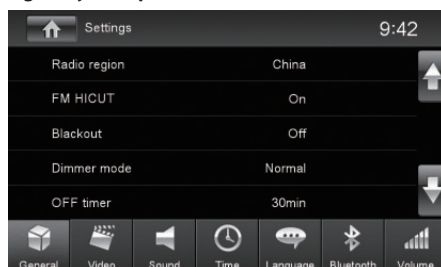 Settings 9:42
Radio region China
FM HICUT On
Blackout Off
Dimmer mode Normal
OFF timer 30min
General Video Sound Time Language Bluetooth Volume